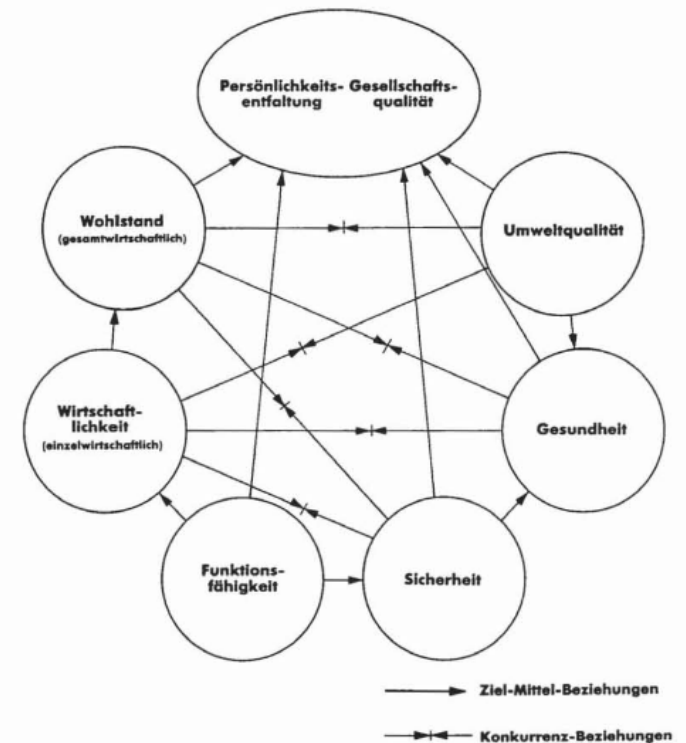 Persönlichkeits- Gesellschafts-
entfaltung qualität
Wohlstand
(gesamtwirtschaftlich)
Umweltqualität
Wirtschaft-
lichkeit
(einzelwirtschaftlich)
Gesundheit
Funktions-
fähigkeit
Sicherheit
Ziel-Mittel-Beziehungen
Konkurrenz-Beziehungen